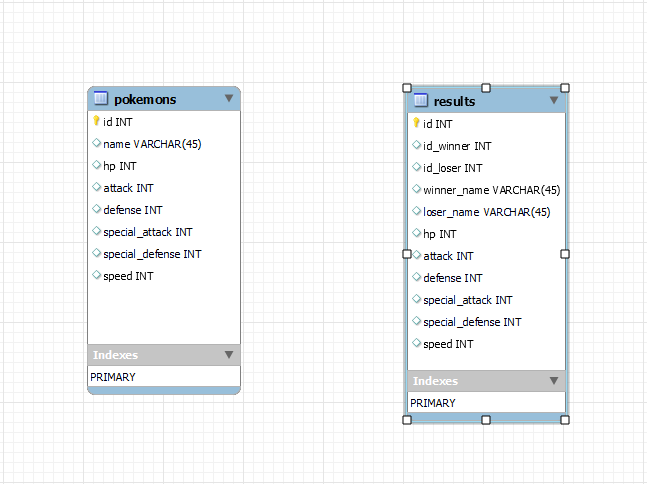 pokemons
id INT
name VARCHAR(45)
hp INT
attack INT
defense INT
special_attack INT
special_defense INT
speed INT
Indexes
PRIMARY
results
id INT
id_winner INT
id_loser INT
winner_name VARCHAR(45)
loser_name VARCHAR(45)
hp INT
attack INT
defense INT
special_attack INT
special_defense INT
speed INT
Indexes
PRIMARY